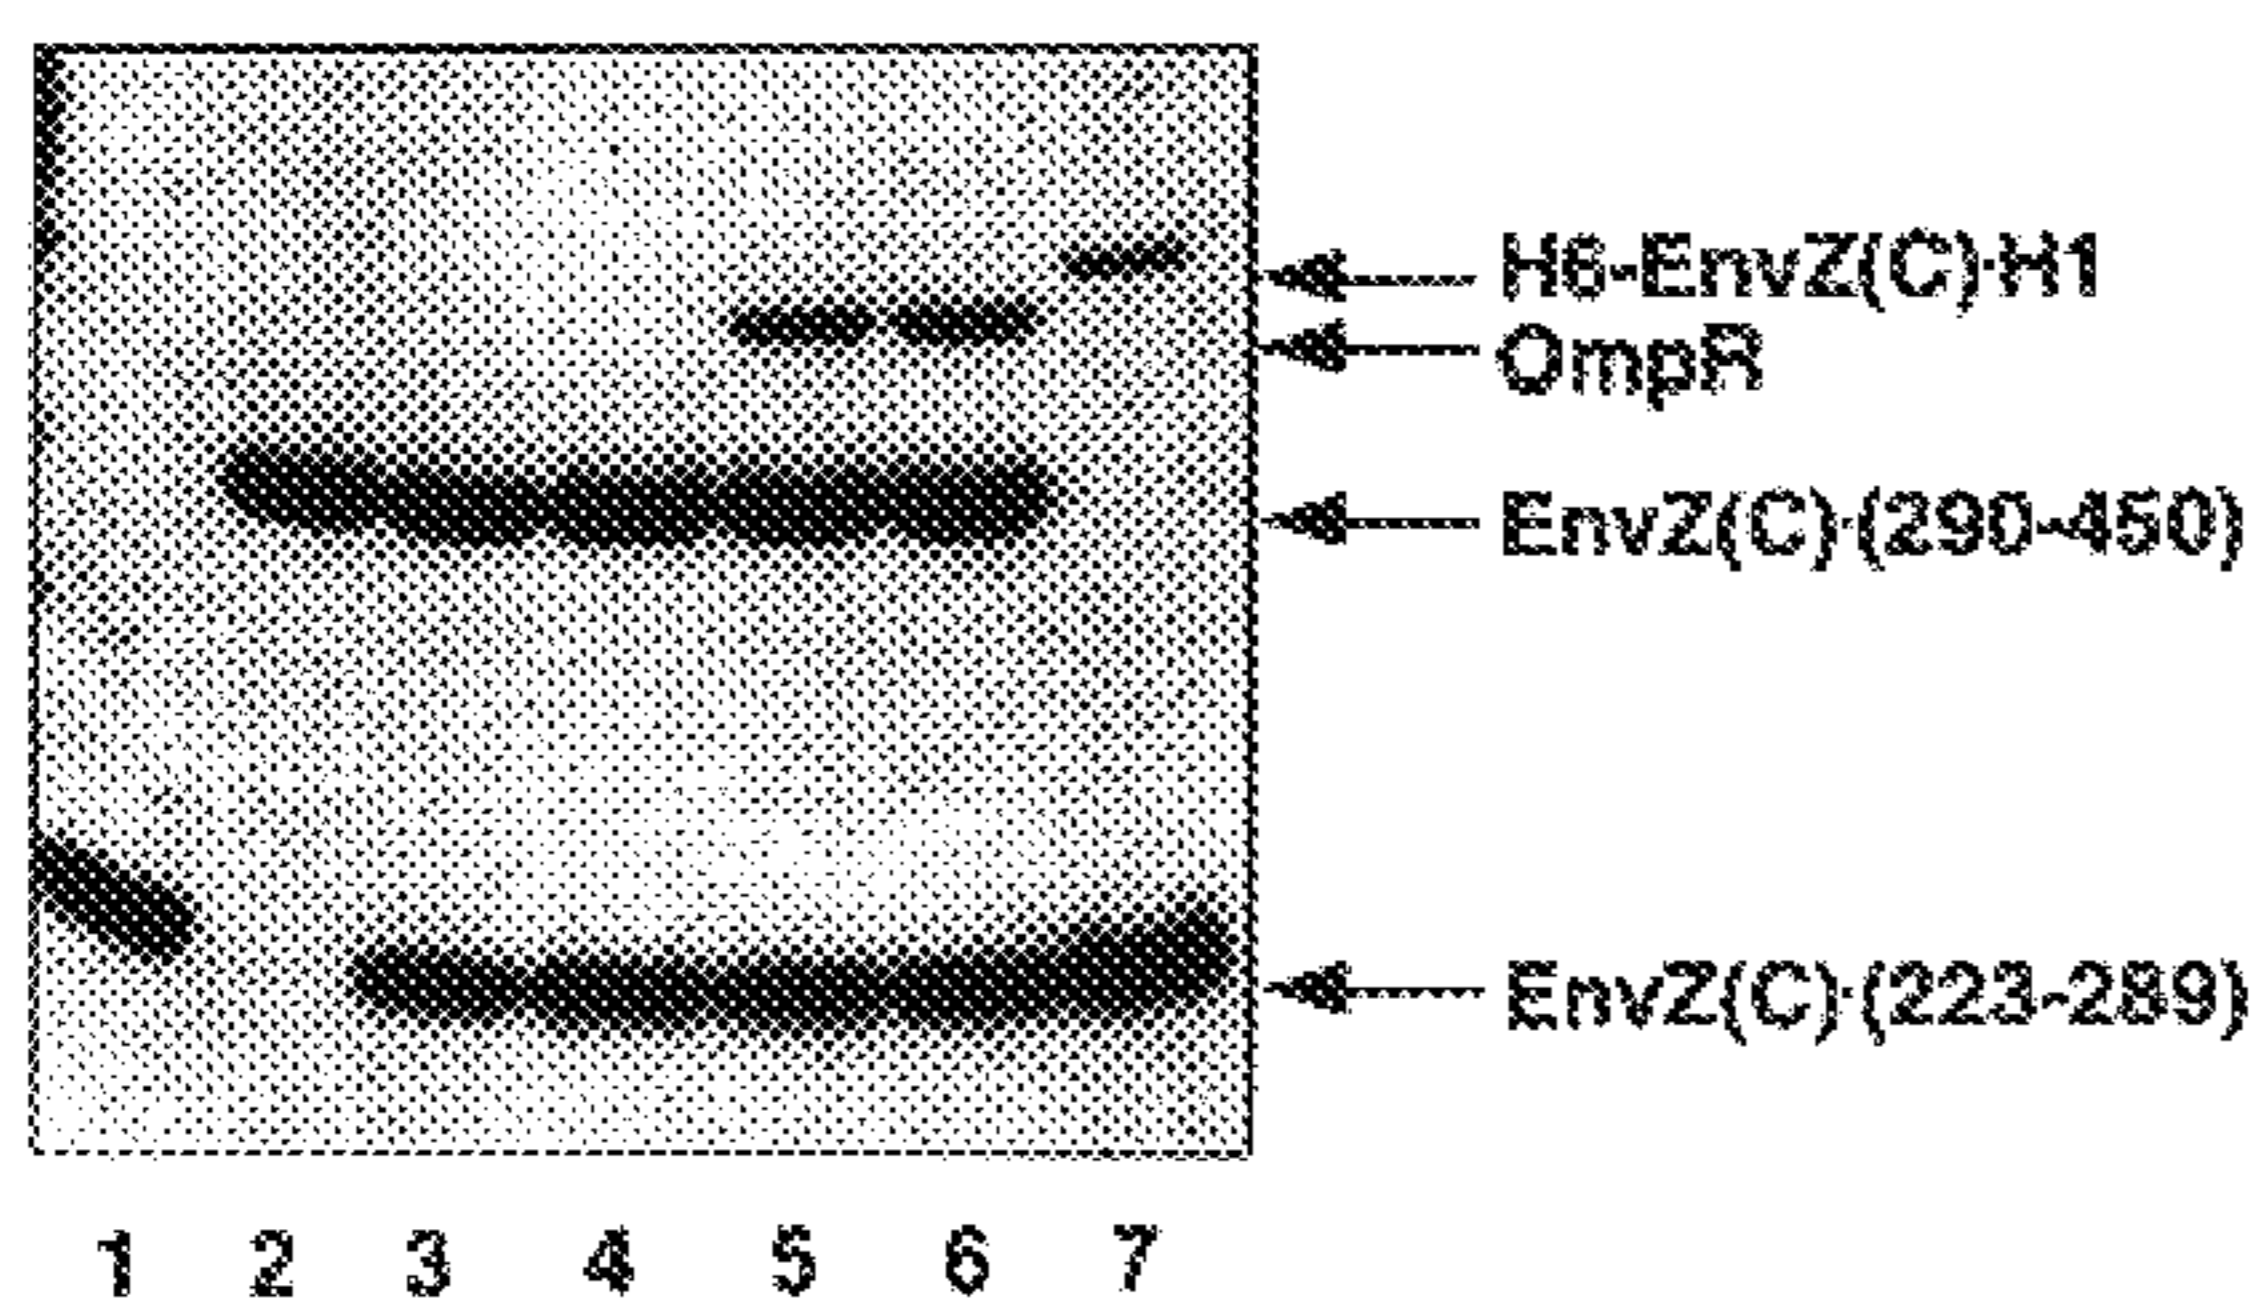 H6-EnvZ(C)·H1
OmpR
EnvZ(C)·(290-450)
EnvZ(C)·(223-289)
1 2 3 4 5 6 7